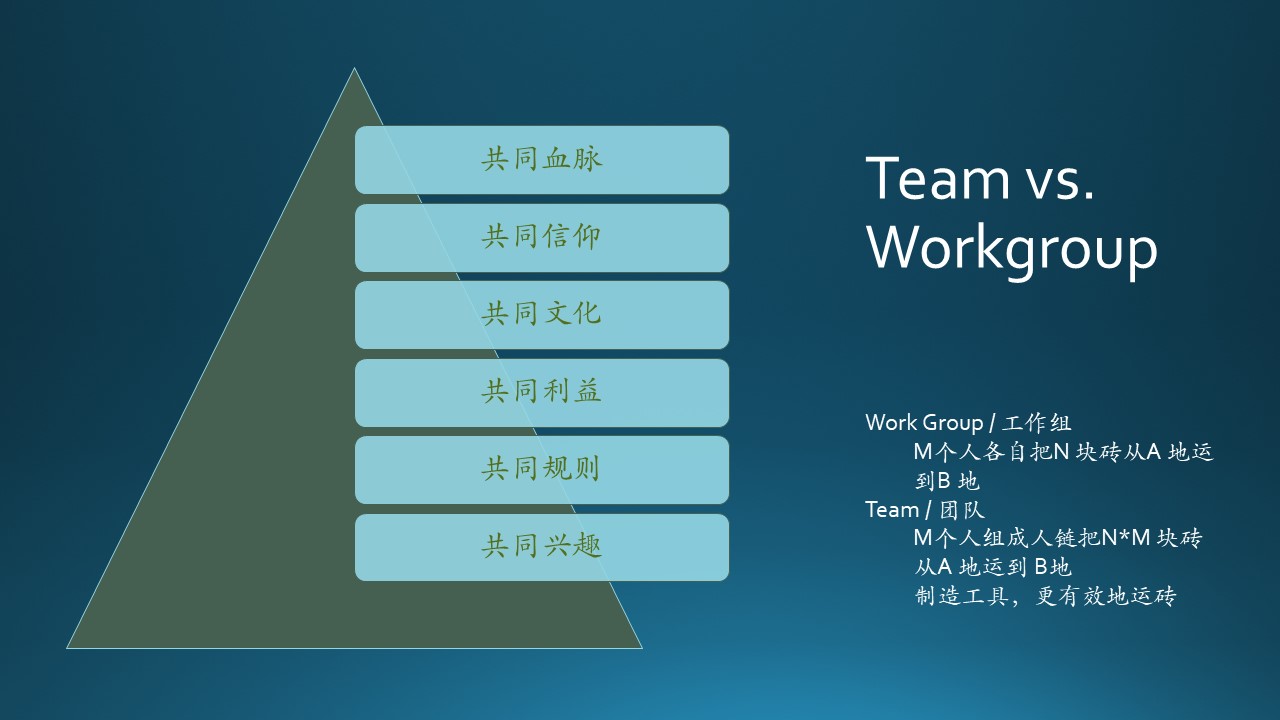 共同血脉
共同信仰
共同文化
共同利益
共同规则
共同兴趣
Team vs.
Workgroup
Work Group / 工作组
M个人各自把N 块砖从A 地运
到B 地
Team / 团队
M个人组成人链把N*M 块砖
从A 地运到 B地
制造工具，更有效地运砖